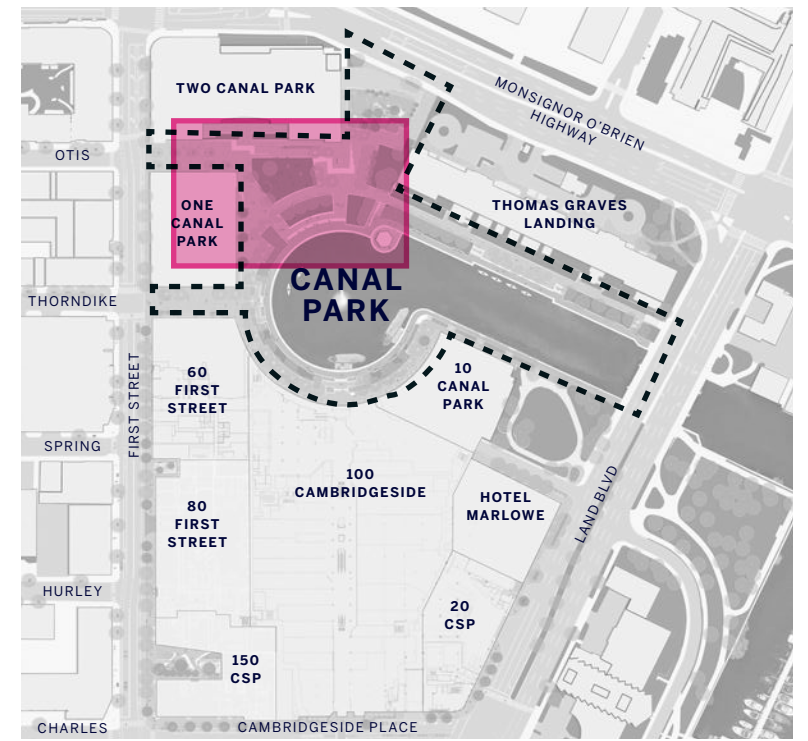 TWO CANAL PARK
MONSIGNOR O'BRIEN
HIGHWAY
OTIS
ONE
CANAL
PARK
THOMAS GRAVES
LANDING
CANAL
PARK
THORNDIKE
FIRST STREET
60
FIRST
STREET
10
CANAL
PARK
SPRING
100
CAMBRIDGESIDE
HOTEL
MARLOWE
LAND BLVD
80
FIRST
STREET
HURLEY
20
CSP
150
CSP
CHARLES
CAMBRIDGESIDE PLACE